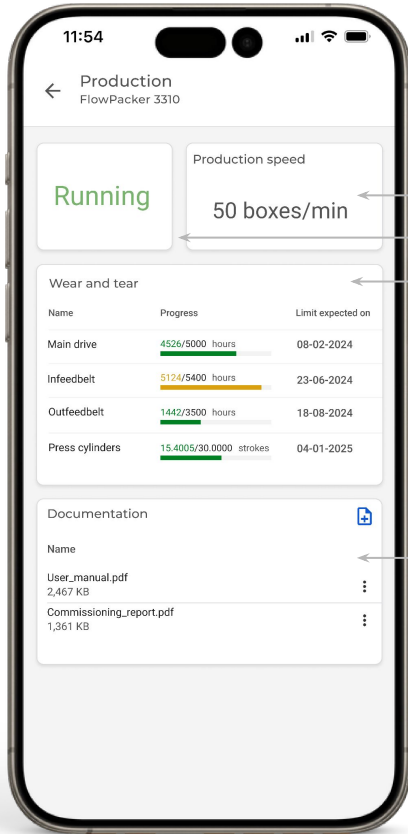 11:54
Production
FlowPacker 3310
Running
Production speed
50 boxes/min
Wear and tear
Name Progress Limit expected on
Main drive 4526/5000 hours 08-02-2024
Infeedbelt 5124/5400 hours 23-06-2024
Outfeedbelt 1442/3500 hours 18-08-2024
Press cylinders 15.4005/30.0000 strokes 04-01-2025
Documentation
Name
User_manual.pdf
2,467 KB
Commissioning_report.pdf
1,361 KB